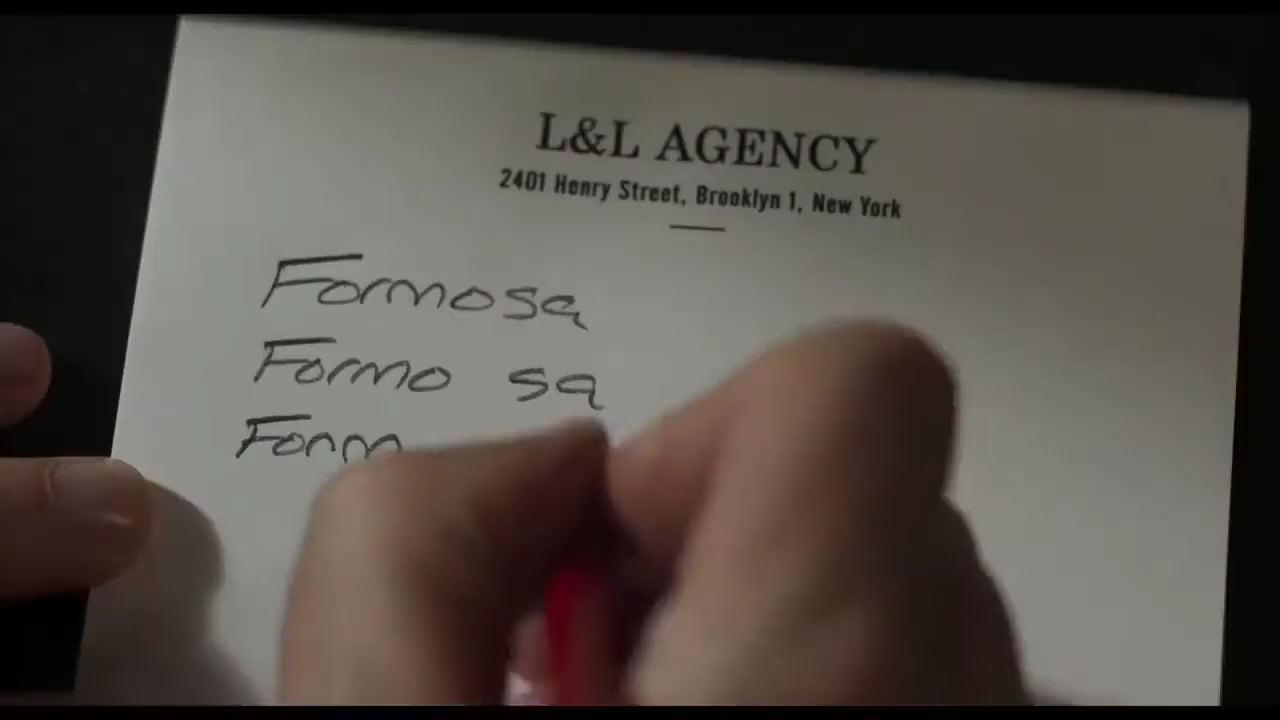 L&L AGENCY
2401 Henry Street, Brooklyn 1, New York
Formosa
Formo sa
Form